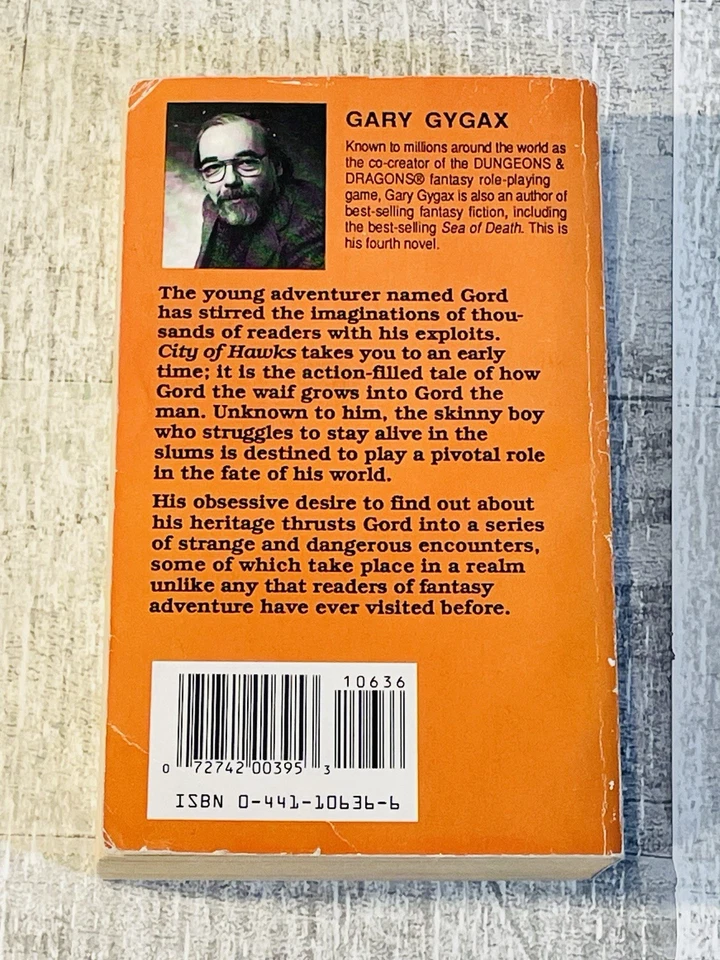 GARY GYGAX
Known to millions around the world as
the co-creator of the DUNGEONS &
DRAGONS® fantasy role-playing
game, Gary Gygax is also an author of
best-selling fantasy fiction, including
the best-selling Sea of Death. This is
his fourth novel.
The young adventurer named Gord
has stirred the imaginations of thou-
sands of readers with his exploits.
City of Hawks takes you to an early
time; it is the action-filled tale of how
Gord the waif grows into Gord the
man. Unknown to him, the skinny boy
who struggles to stay alive in the
slums is destined to play a pivotal role
in the fate of his world.
His obsessive desire to find out about
his heritage thrusts Gord into a series
of strange and dangerous encounters,
some of which take place in a realm
unlike any that readers of fantasy
adventure have ever visited before.
10636
0 72742 00395 3
ISBN 0-441-10636-6